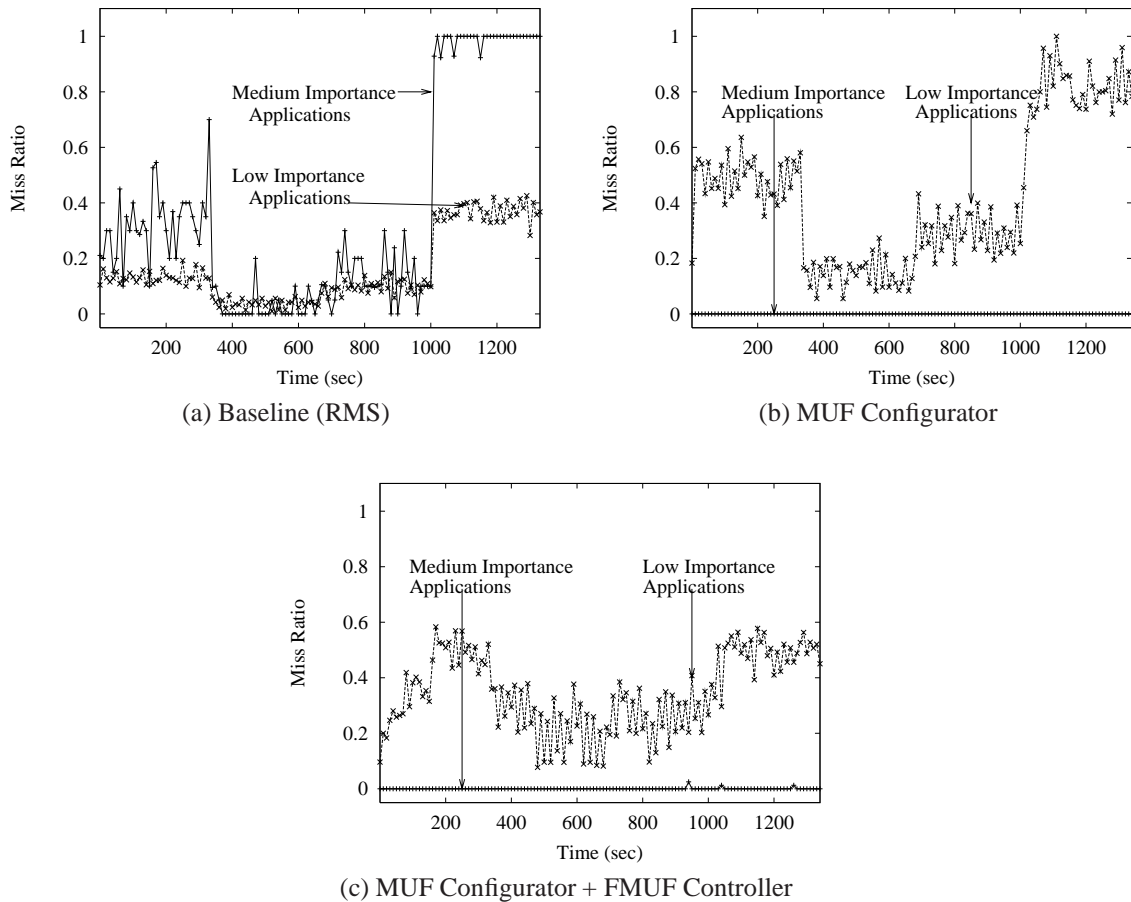 1
0.8
0.6
0.4
0.2
0
Miss Ratio
Medium Importance
Applications
Low Importance
Applications
200 400 600 800 1000 1200
Time (sec)
(a) Baseline (RMS)
1
0.8
0.6
0.4
0.2
0
Miss Ratio
Medium Importance
Applications
Low Importance
Applications
200 400 600 800 1000 1200
Time (sec)
(b) MUF Configurator
1
0.8
0.6
0.4
0.2
0
Miss Ratio
Medium Importance
Applications
Low Importance
Applications
200 400 600 800 1000 1200
Time (sec)
(c) MUF Configurator + FMUF Controller